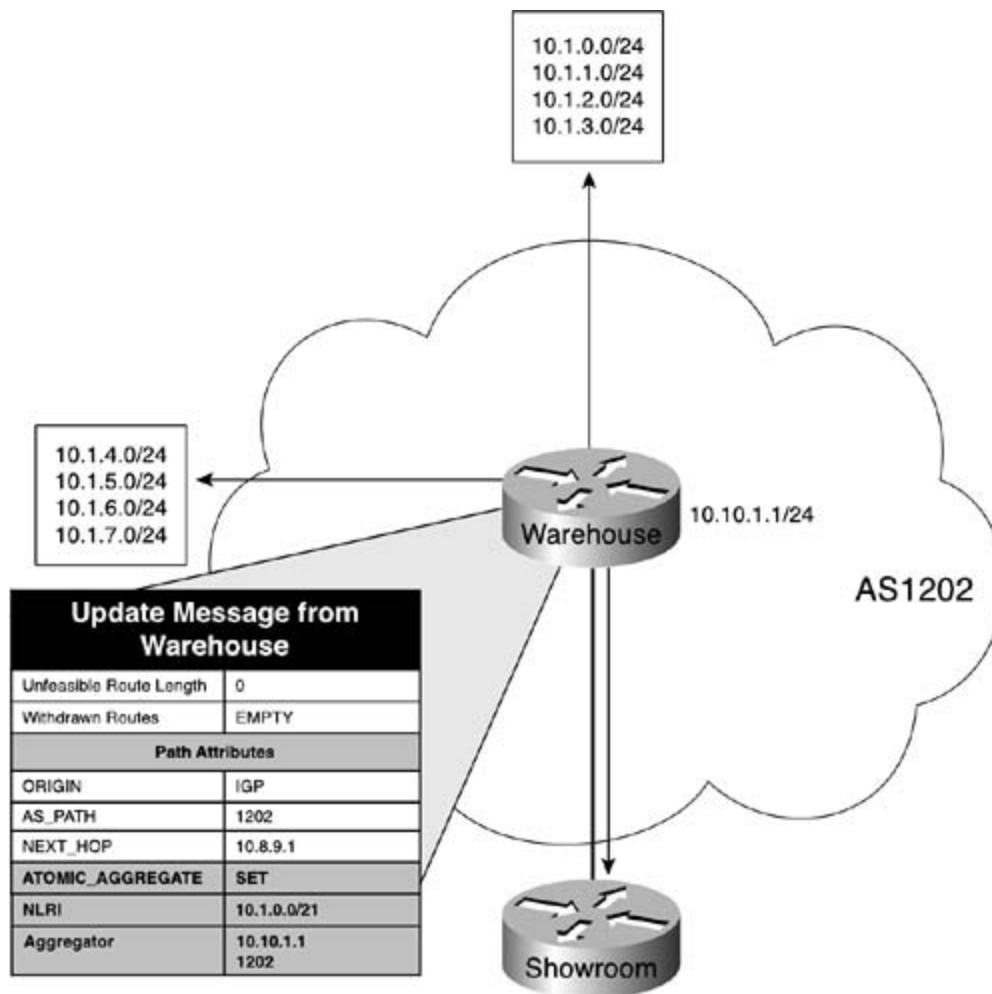 10.1.0.0/24
10.1.1.0/24
10.1.2.0/24
10.1.3.0/24
10.1.4.0/24
10.1.5.0/24
10.1.6.0/24
10.1.7.0/24
Warehouse
10.10.1.1/24
AS1202
Update Message from
Warehouse
Unfeasible Route Length 0
Withdrawn Routes EMPTY
Path Attributes
ORIGIN IGP
AS_PATH 1202
NEXT_HOP 10.8.9.1
ATOMIC_AGGREGATE SET
NLRI 10.1.0.0/21
Aggregator 10.10.1.1
1202
Showroom